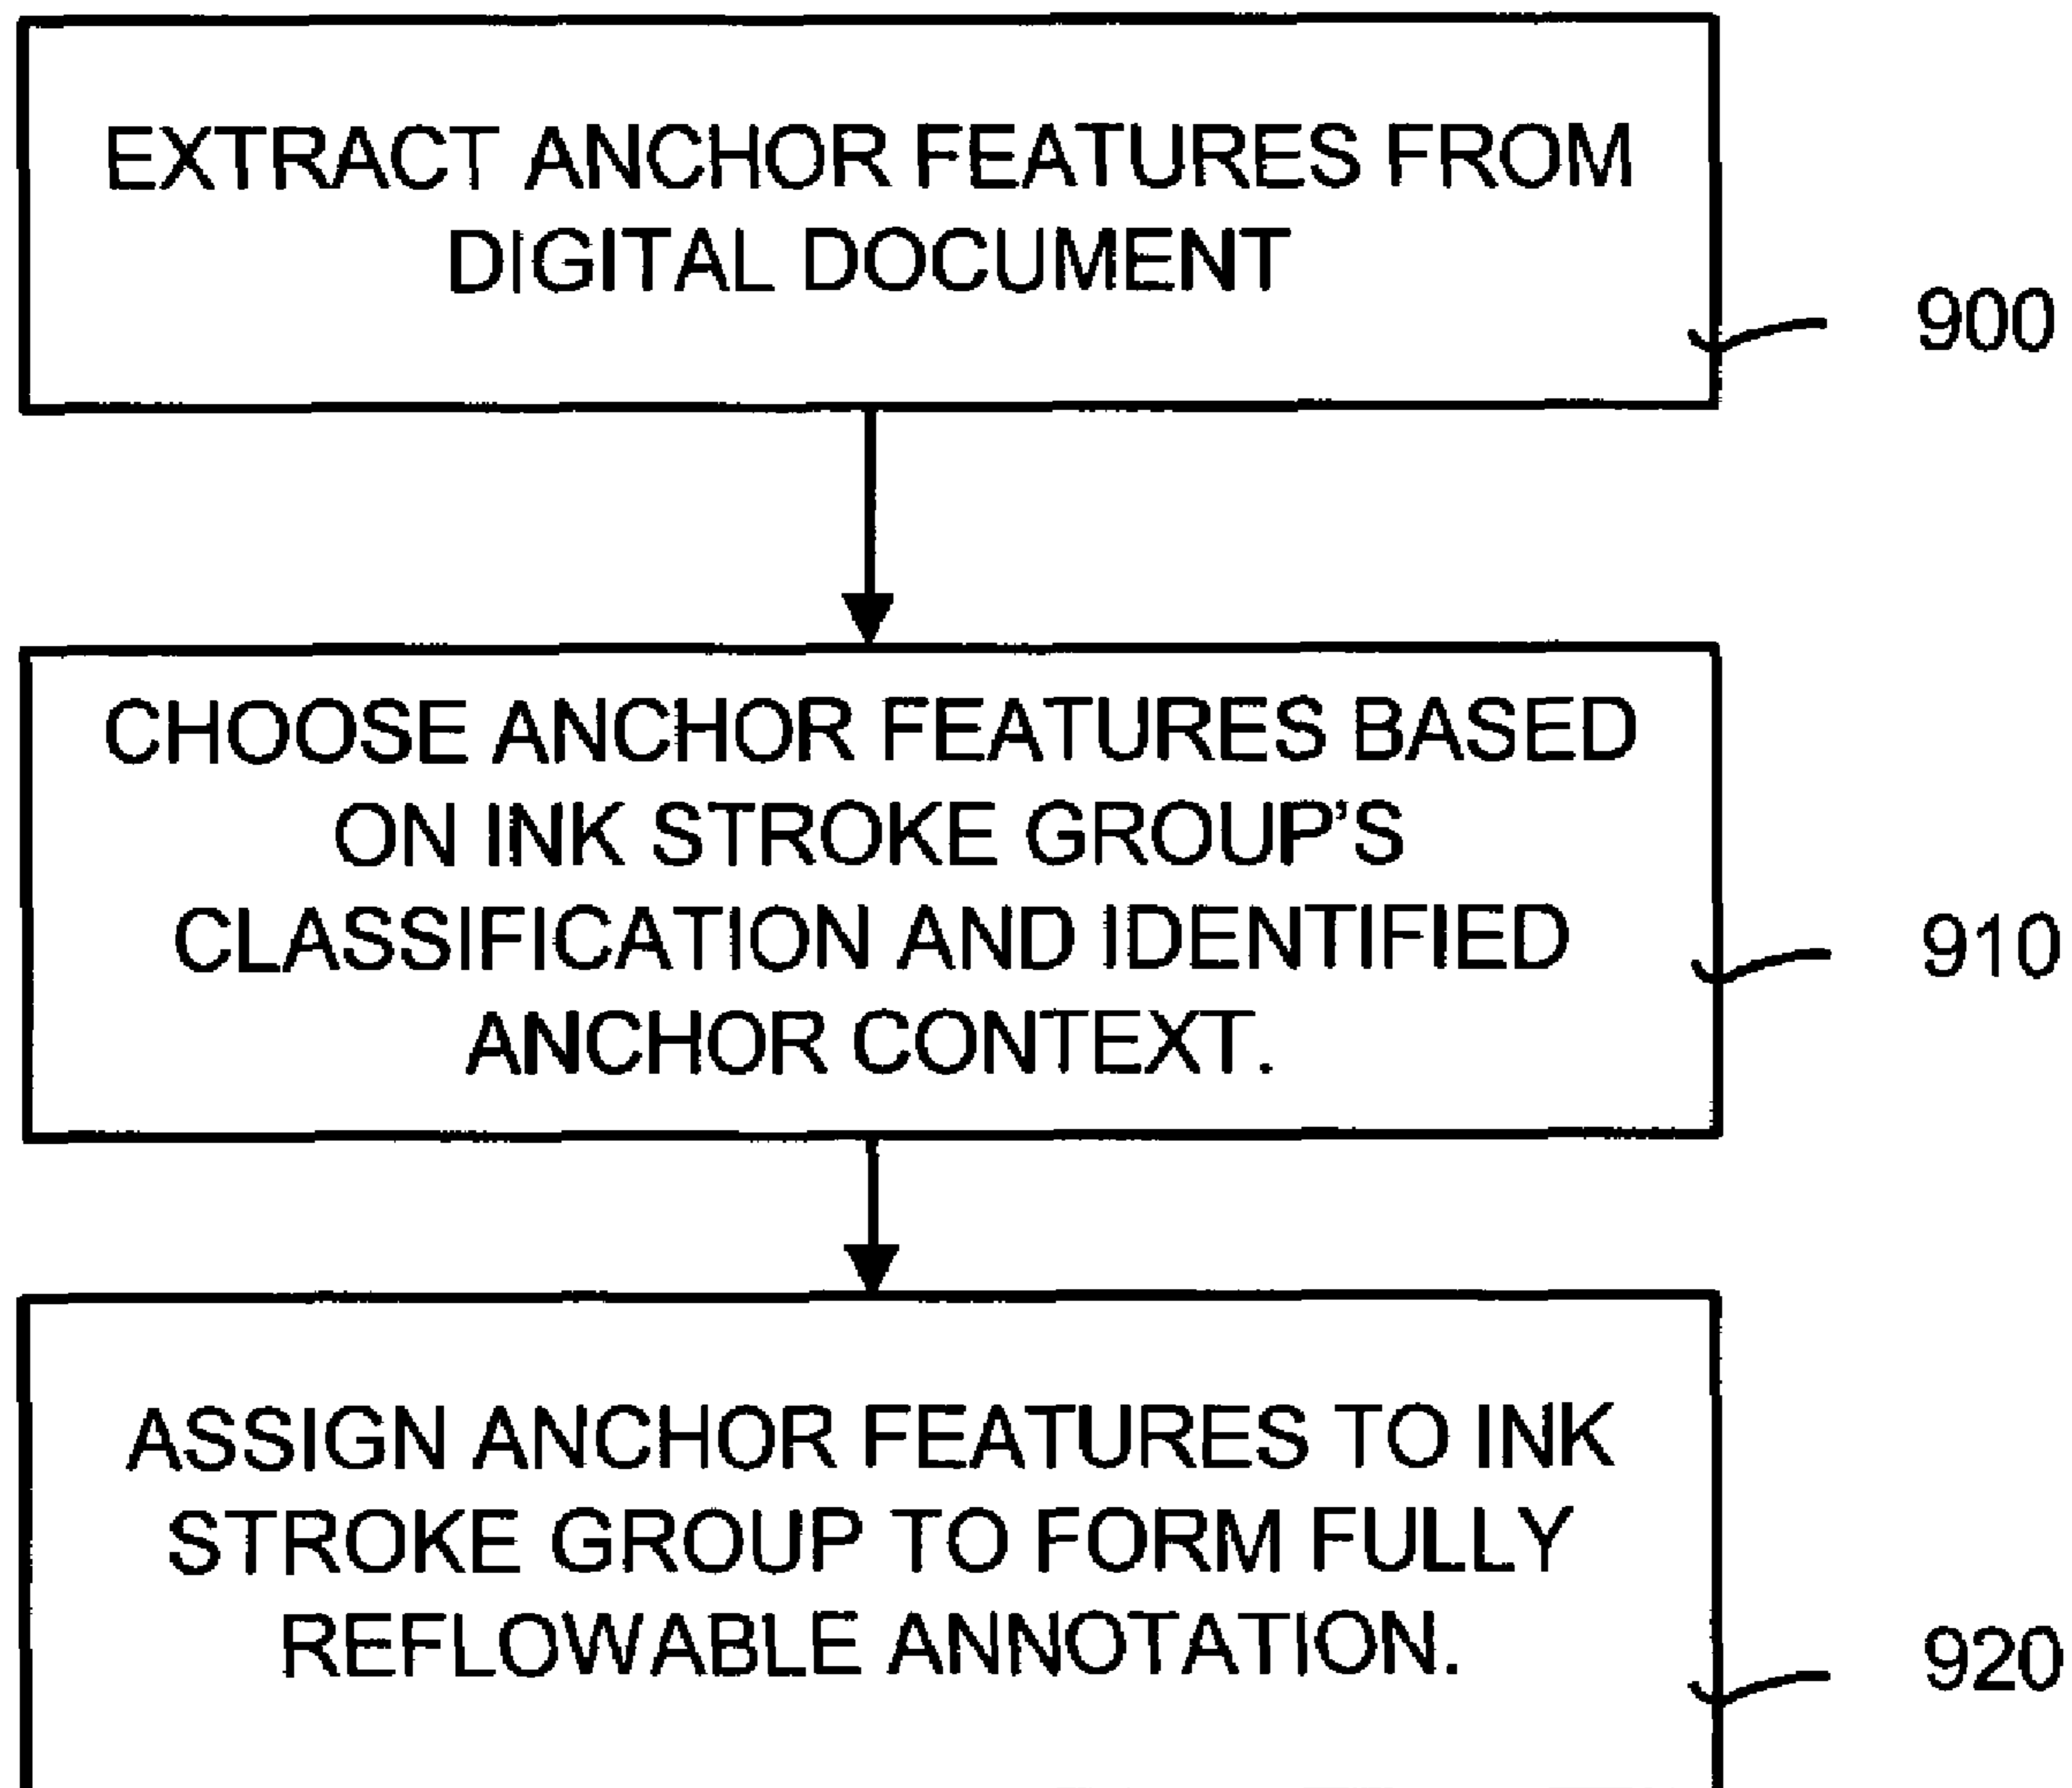 EXTRACT ANCHOR FEATURES FROM
DIGITAL DOCUMENT
900
CHOOSE ANCHOR FEATURES BASED
ON INK STROKE GROUP'S
CLASSIFICATION AND IDENTIFIED
ANCHOR CONTEXT.
910
ASSIGN ANCHOR FEATURES TO INK
STROKE GROUP TO FORM FULLY
REFLOWABLE ANNOTATION.
920